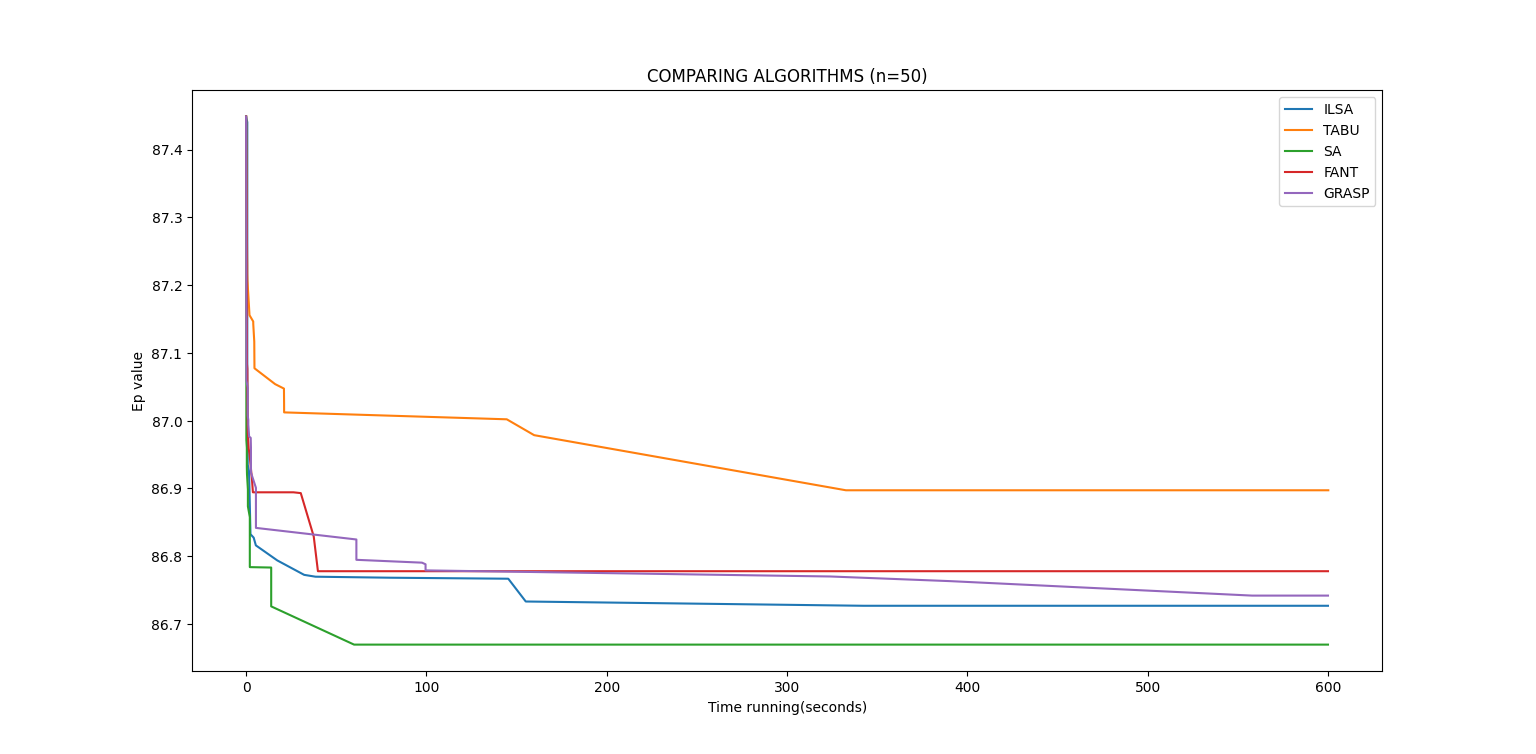 COMPARING ALGORITHMS (n=50)
ILSA
TABU
SA
FANT
GRASP
Ep value
87.4
87.3
87.2
87.1
87.0
86.9
86.8
86.7
0 100 200 300 400 500 600
Time running(seconds)